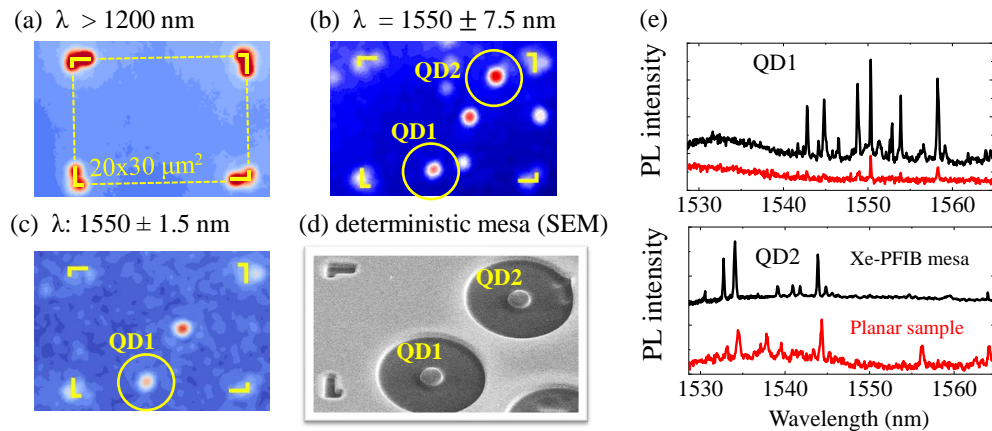 (a) λ > 1200 nm
20x30 μm²
(b) λ = 1550 ± 7.5 nm
QD2
QD1
(c) λ: 1550 ± 1.5 nm
QD1
(d) deterministic mesa (SEM)
QD2
QD1
(e)
QD1
PL intensity
1530 1540 1550 1560
QD2
Xe-PFIB mesa
Planar sample
PL intensity
1530 1540 1550 1560
Wavelength (nm)